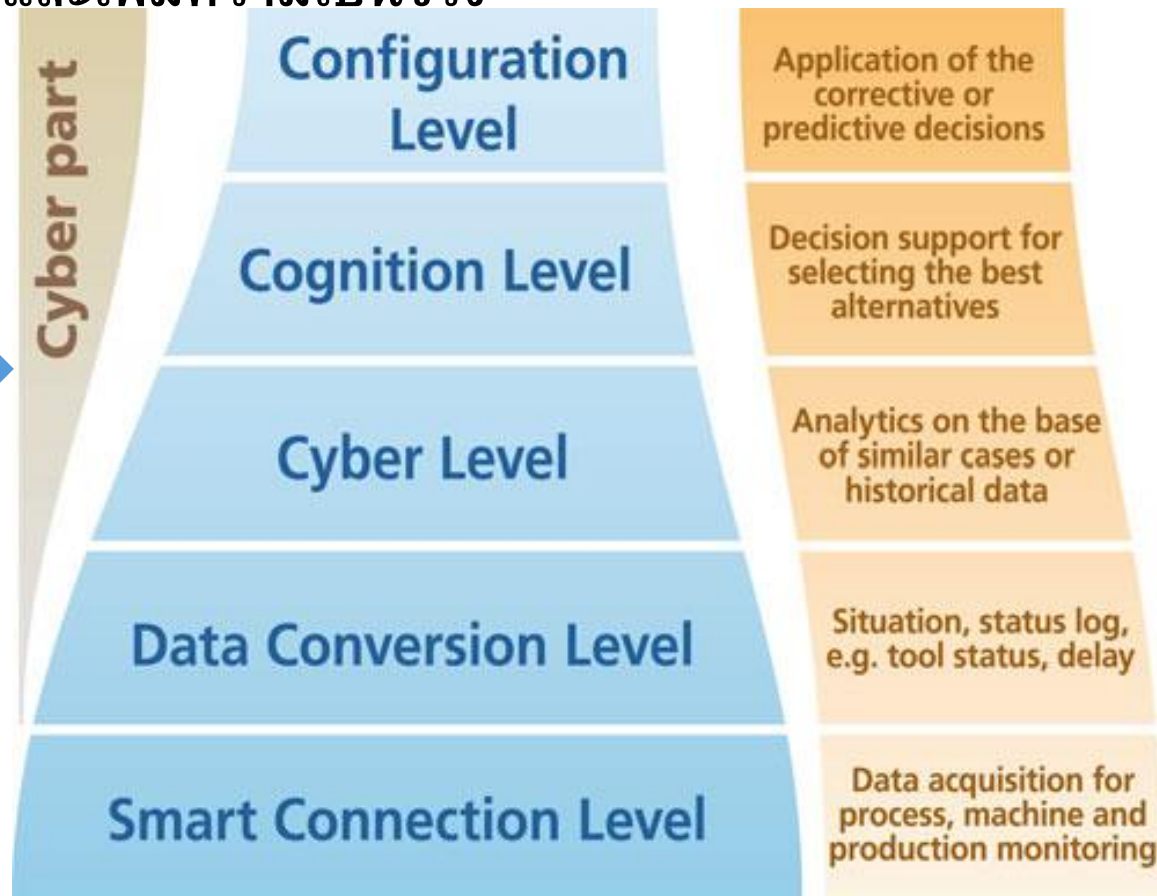 Cyber part
Configuration
Level
Application of the
corrective or
predictive decisions
Cognition Level
Decision support for
selecting the best
alternatives
Cyber Level
Analytics on the base
of similar cases or
historical data
Data Conversion Level
Situation, status log,
e.g. tool status, delay
Smart Connection Level
Data acquisition for
process, machine and
production monitoring